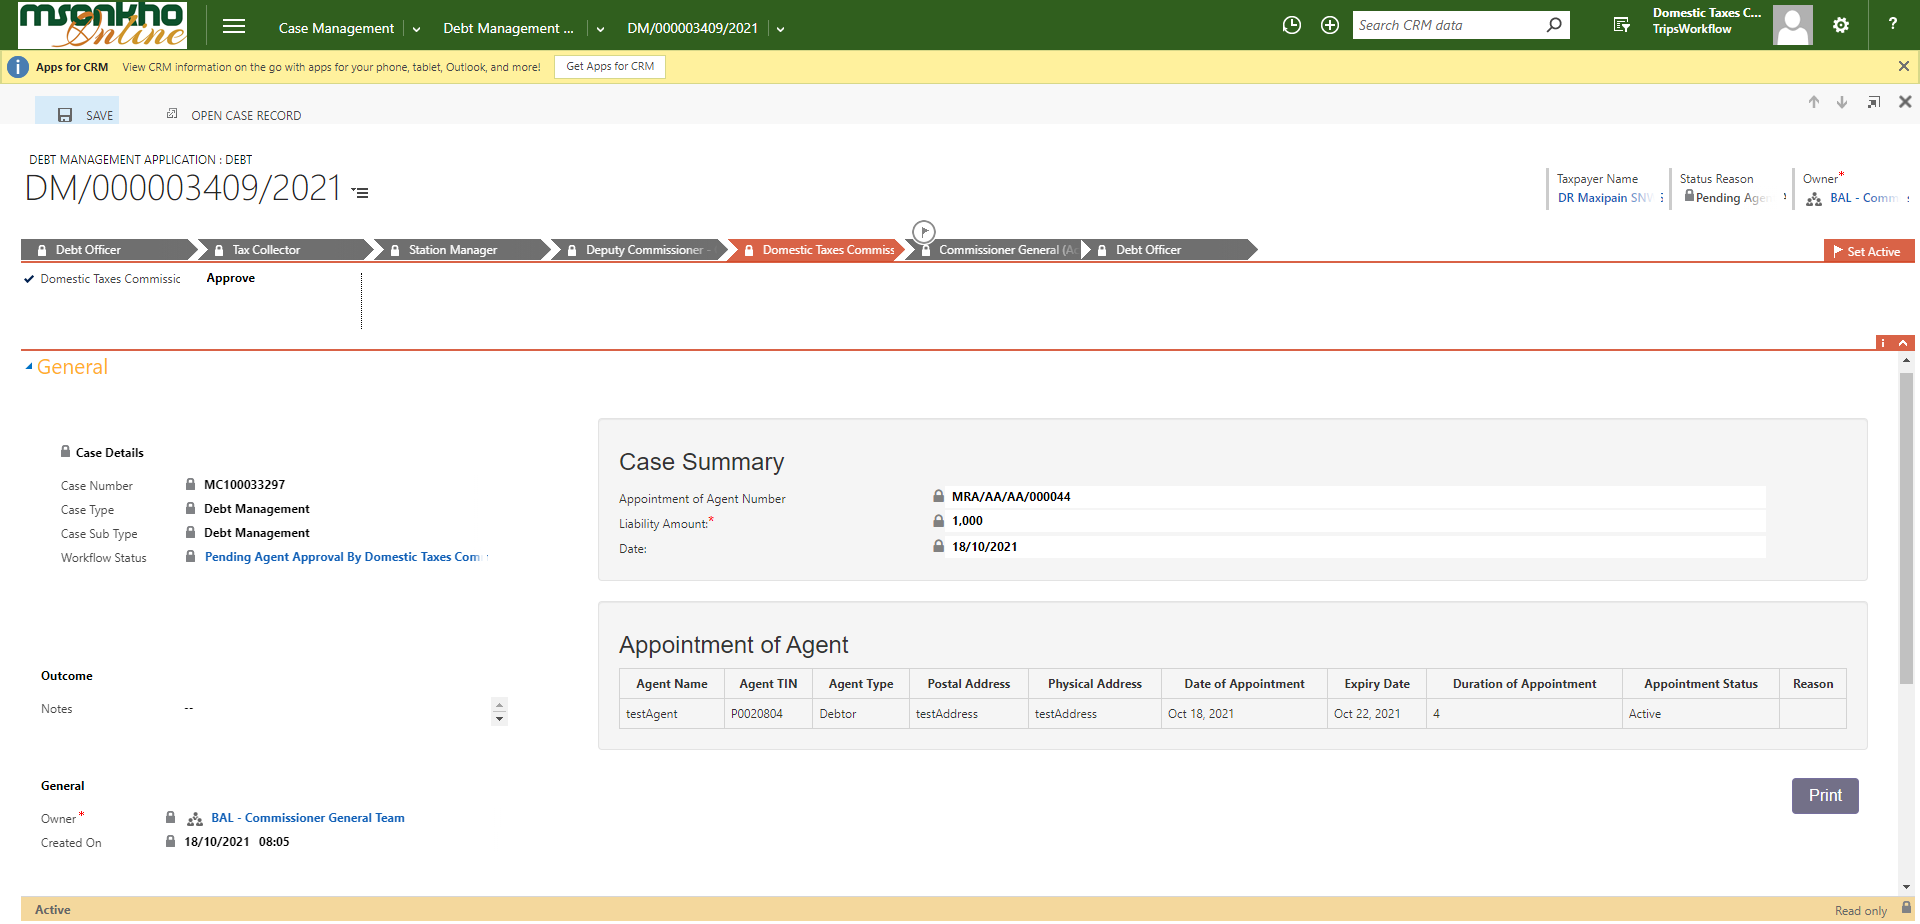 msonkho Online
Case Management
Debt Management ...
DM/000003409/2021
Search CRM data
Domestic Taxes C...
TripsWorkflow
?
i
Apps for CRM
View CRM information on the go with apps for your phone, tablet, Outlook, and more!
Get Apps for CRM
SAVE
OPEN CASE RECORD
DEBT MANAGEMENT APPLICATION : DEBT
DM/000003409/2021
Taxpayer Name
DR Maxipain SNV
Status Reason
Pending Age
Owner*
BAL - Comm
Debt Officer
Tax Collector
Station Manager
Deputy Commissioner -
Domestic Taxes Commiss
Commissioner General (A
Debt Officer
Set Active
Domestic Taxes Commissic
Approve
i
General
Case Details
Case Number
MC100033297
Case Type
Debt Management
Case Sub Type
Debt Management
Workflow Status
Pending Agent Approval By Domestic Taxes Com
Outcome
Notes
--
General
Owner*
BAL - Commissioner General Team
Created On
18/10/2021 08:05
Case Summary
Appointment of Agent Number
MRA/AA/AA/000044
Liability Amount:*
1,000
Date:
18/10/2021
Appointment of Agent
Agent Name Agent TIN Agent Type Postal Address Physical Address Date of Appointment Expiry Date Duration of Appointment Appointment Status Reason
testAgent P0020804 Debtor testAddress testAddress Oct 18, 2021 Oct 22, 2021 4 Active
Print
Active
Read only